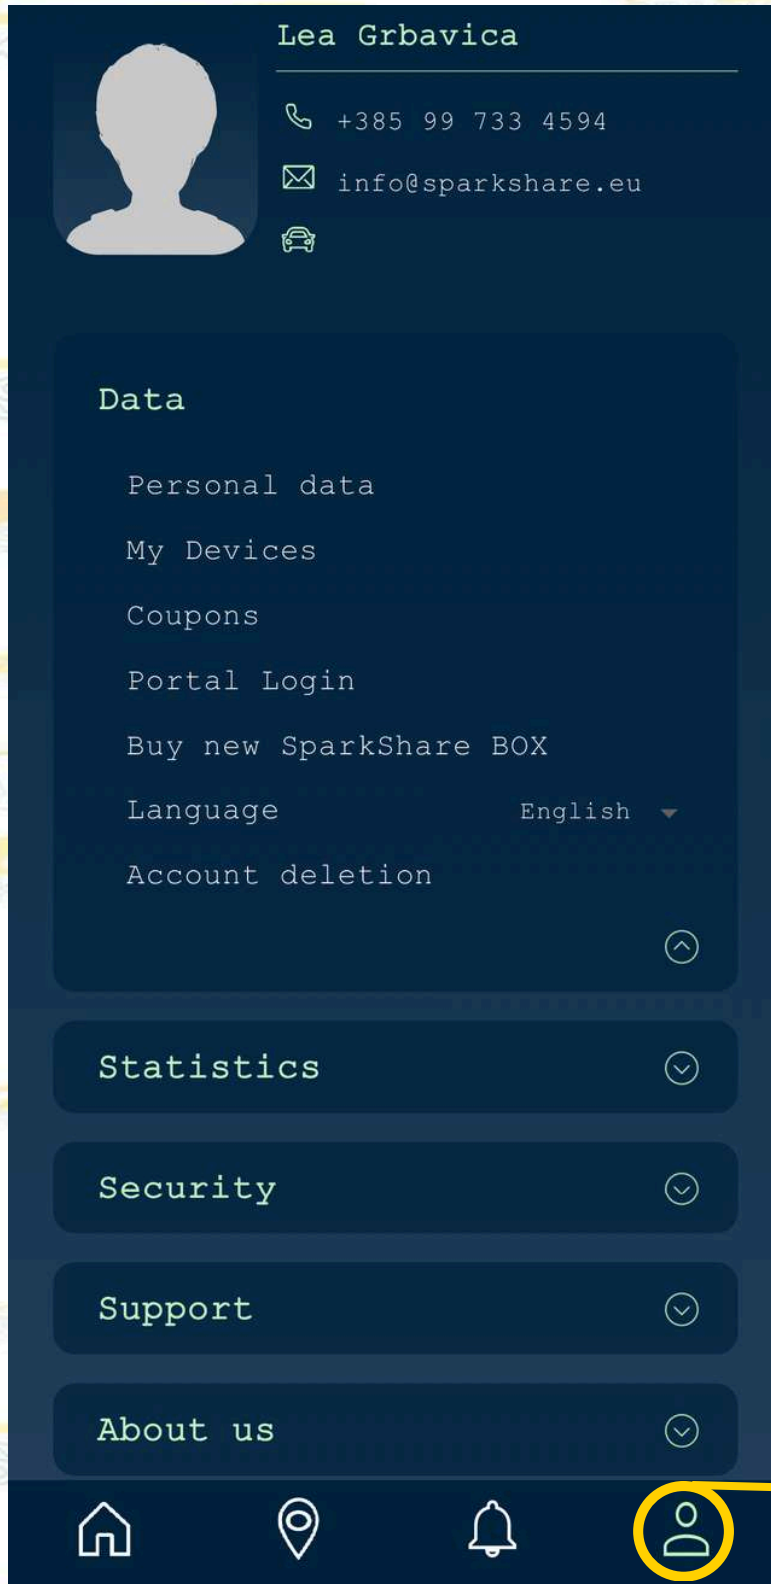 Lea Grbavica
+385 99 733 4594
info@sparkshare.eu
Data
Personal data
My Devices
Coupons
Portal Login
Buy new SparkShare BOX
Language English
Account deletion
Statistics
Security
Support
About us